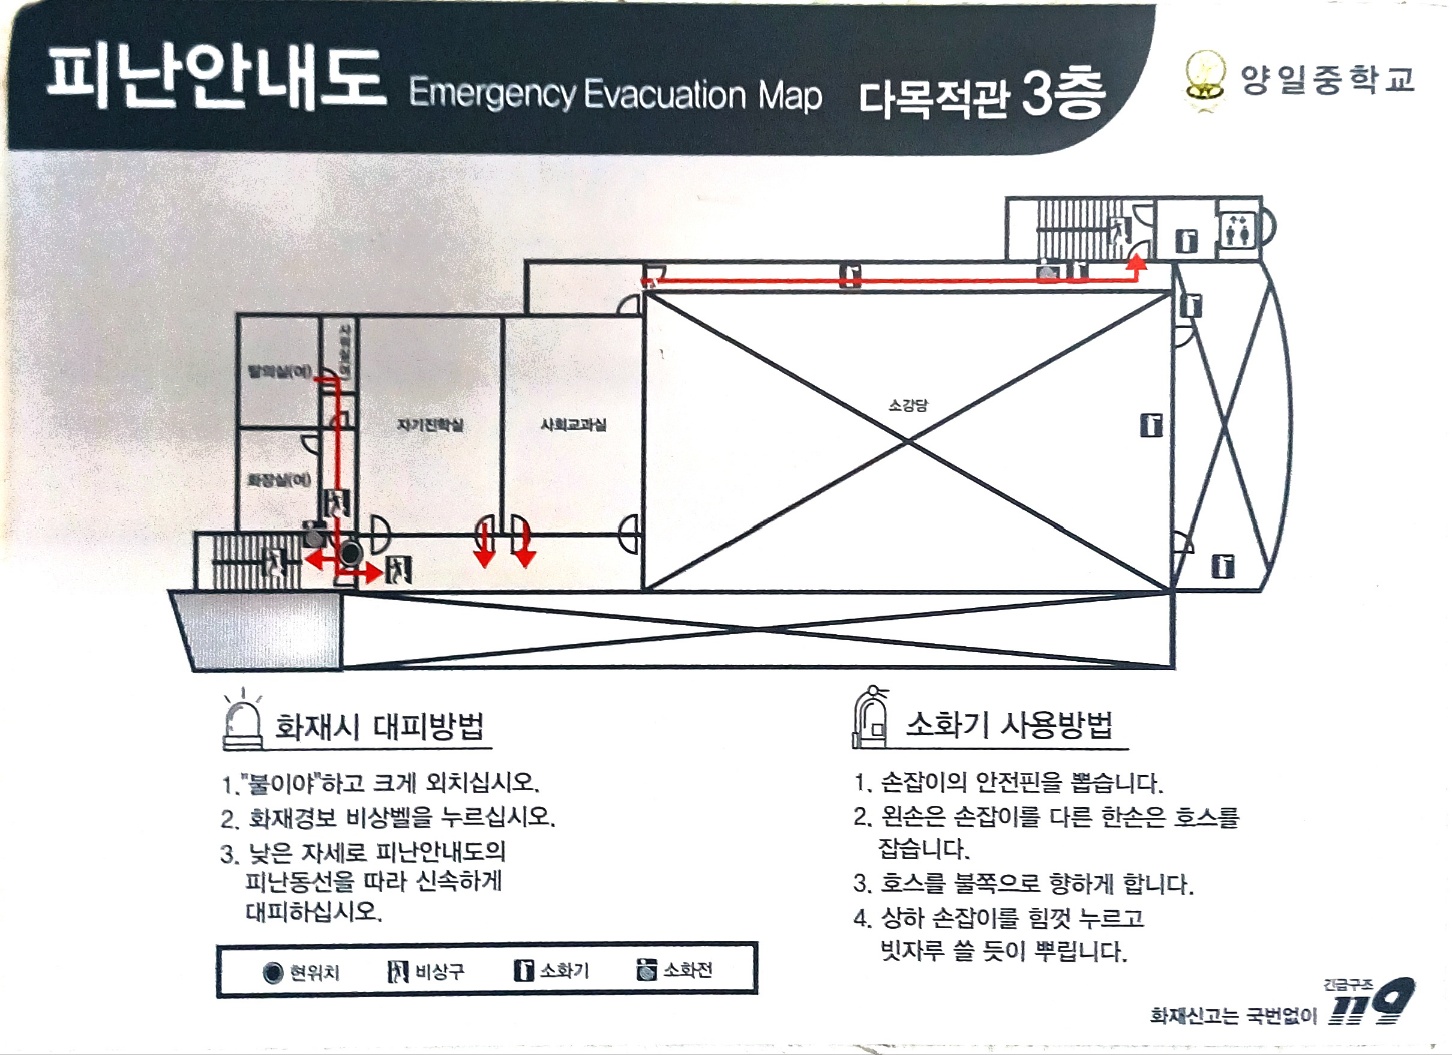 피난안내도 Emergency Evacuation Map 다목적관 3층
양일중학교
샤워실(여)
탈의실(여)
화장실(여)
자기진학실
사회교과실
소강당
화재시 대피방법
1."불이야"하고 크게 외치십시오.
2. 화재경보 비상벨을 누르십시오.
3. 낮은 자세로 피난안내도의
피난동선을 따라 신속하게
대피하십시오.
소화기 사용방법
1. 손잡이의 안전핀을 뽑습니다.
2. 왼손은 손잡이를 다른 한손은 호스를
잡습니다.
3. 호스를 불쪽으로 향하게 합니다.
4. 상하 손잡이를 힘껏 누르고
빗자루 쓸 듯이 뿌립니다.
현위치 비상구 소화기 소화전
긴급구조
화재신고는 국번없이 119